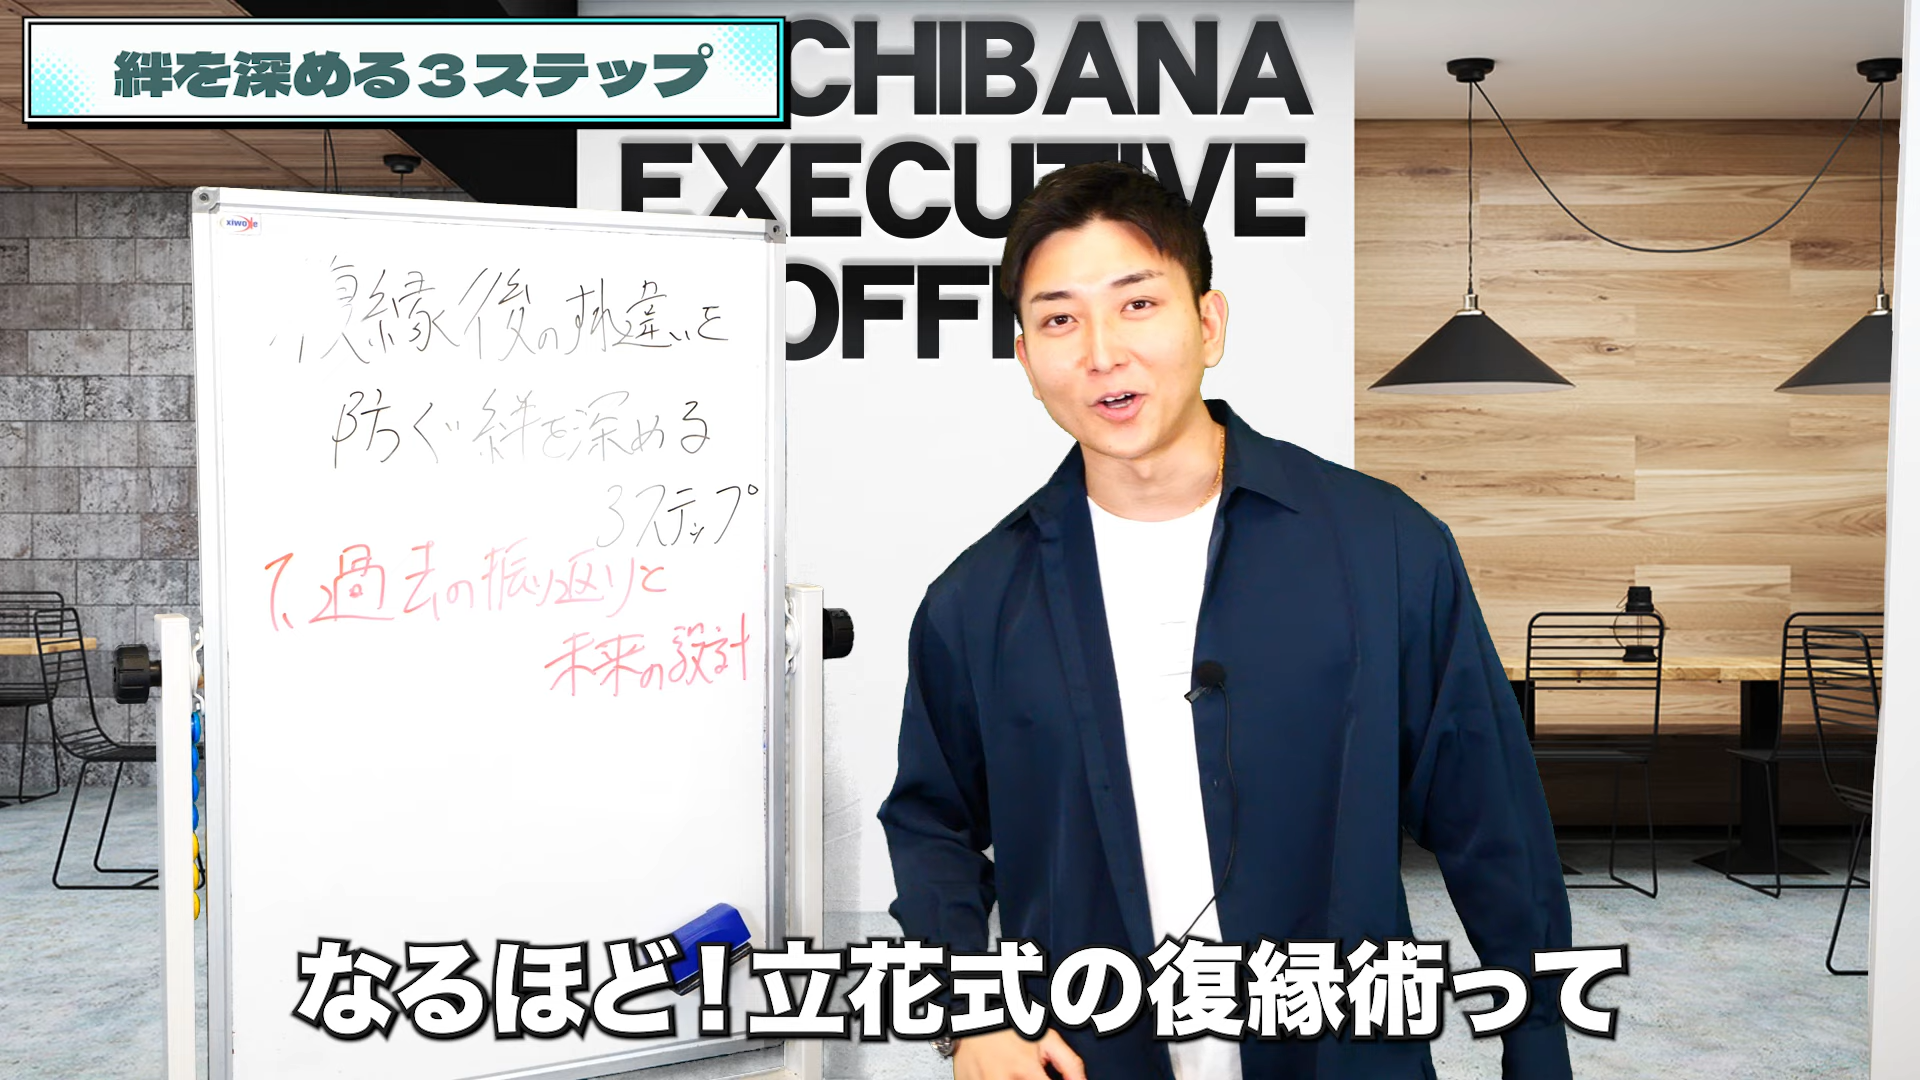 絆を深める3ステップ
CHIBANA
EXECUTIVE
OFFI
xiwode
復縁後のすれ違いを
防ぐ絆を深める
3ステップ
1、過去の振り返りと
未来の設計
なるほど！立花式の復縁術って